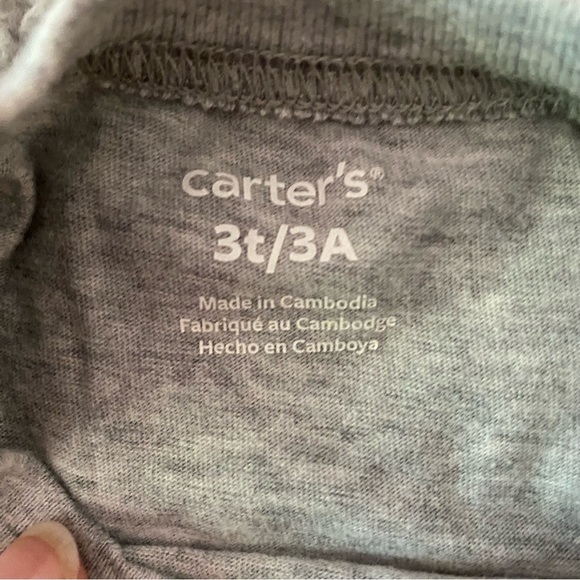 carter's®
3t/3A
Made in Cambodia
Fabriqué au Cambodge
Hecho en Camboya